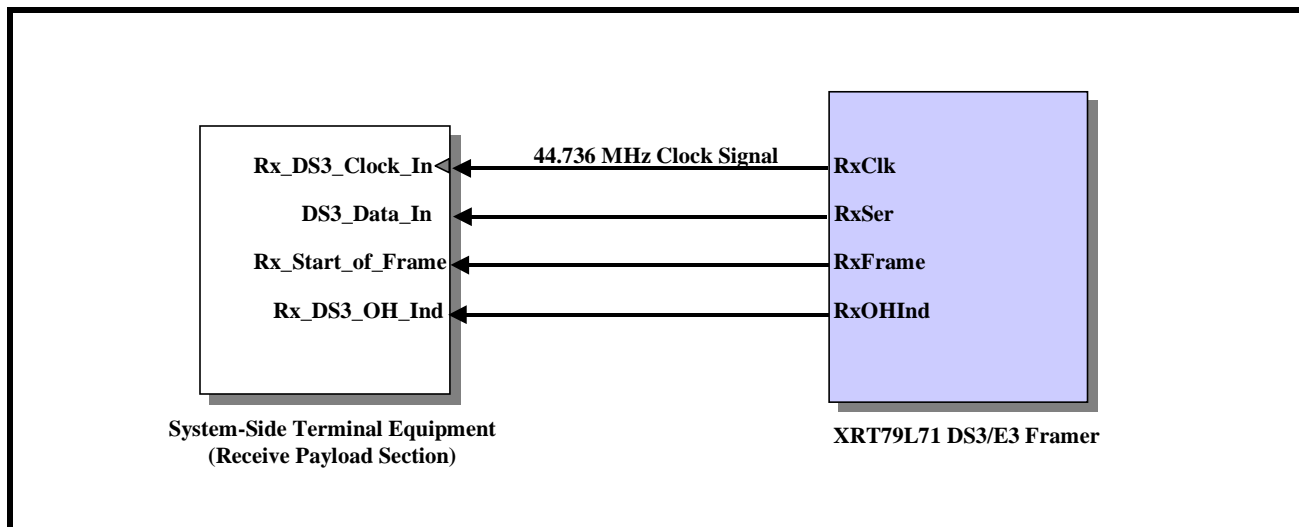 44.736 MHz Clock Signal
Rx_DS3_Clock_In
RxClk
DS3_Data_In
RxSer
Rx_Start_of_Frame
RxFrame
Rx_DS3_OH_Ind
RxOHInd
System-Side Terminal Equipment
(Receive Payload Section)
XRT79L71 DS3/E3 Framer